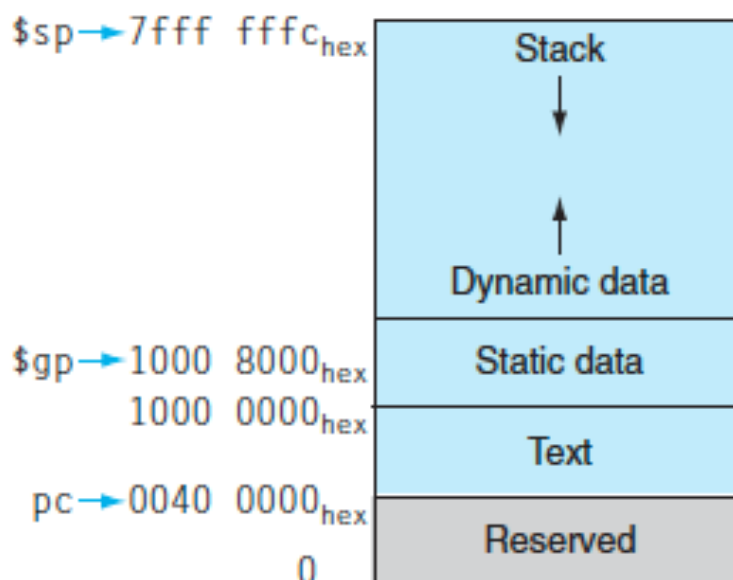 $sp 7fff fffchex Stack
Dynamic data
$gp 1000 8000hex Static data
1000 0000hex
Text
pc 0040 0000hex
Reserved
0